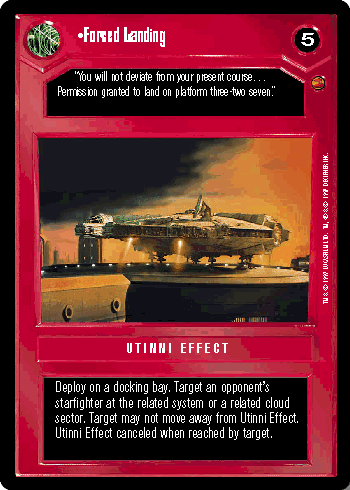 •Forced Landing
5
"You will not deviate from your present course. . .
Permission granted to land on platform three-two seven."
UTINNI EFFECT
Deploy on a docking bay. Target an opponent's
starfighter at the related system or a related cloud
sector. Target may not move away from Utinni Effect.
Utinni Effect canceled when reached by target.